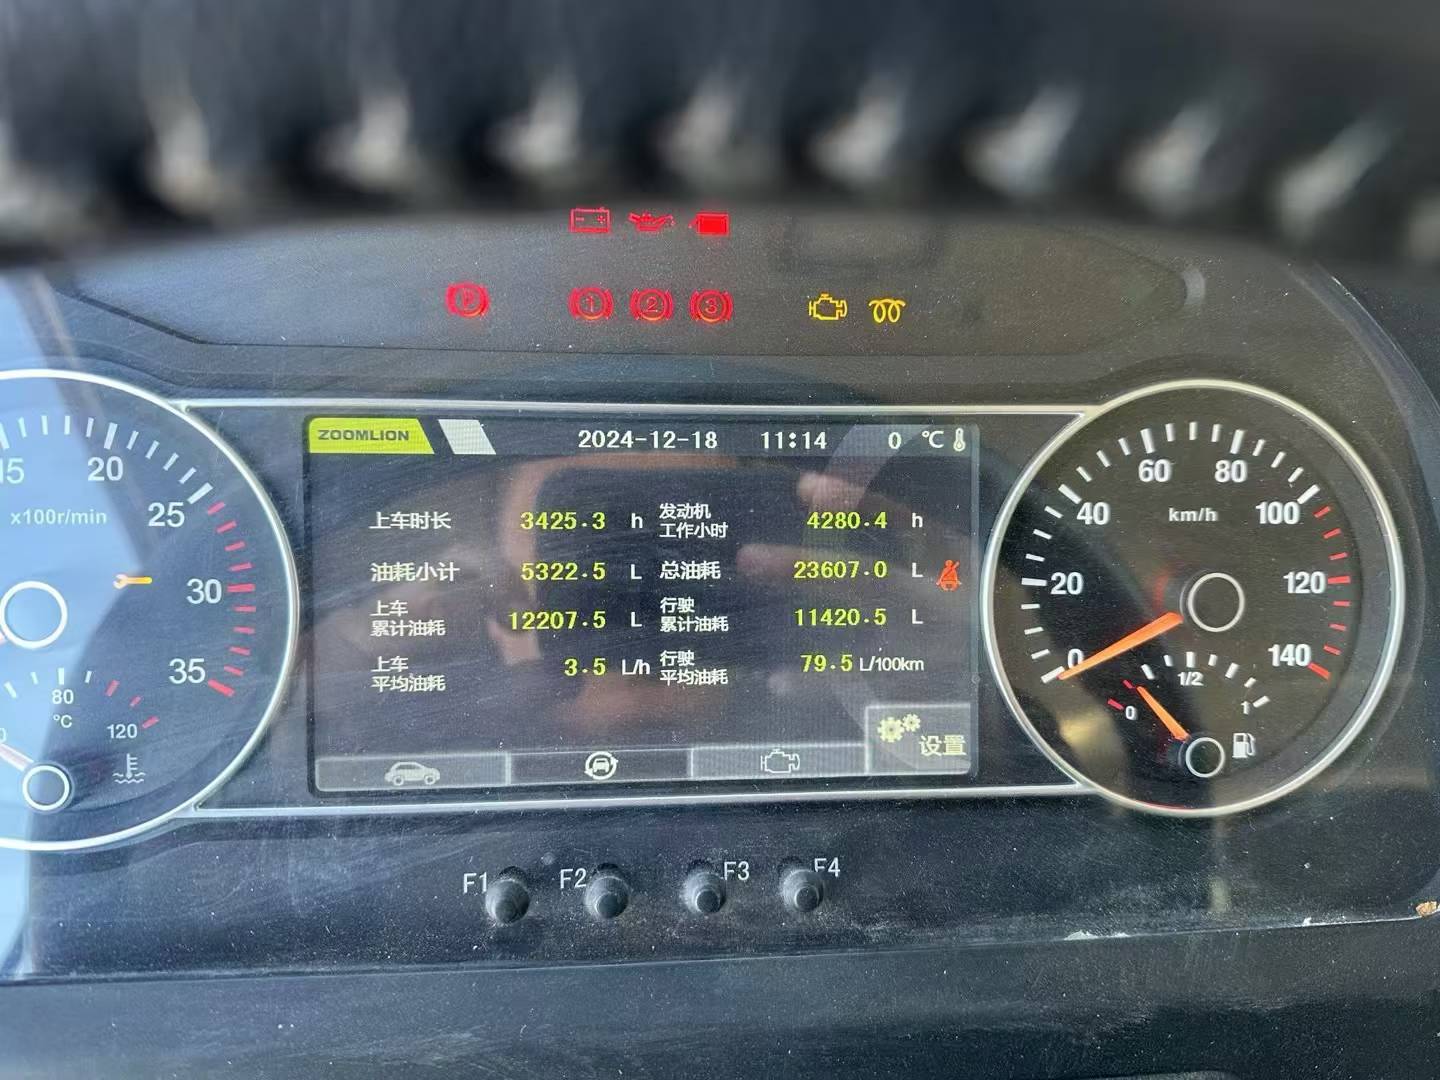 P
1 2 3
ZOOMLION 2024-12-18 11:14 0 ℃
上车时长 3425.3 h 发动机工作小时 4280.4 h
油耗小计 5322.5 L 总油耗 23607.0 L
上车累计油耗 12207.5 L 行驶累计油耗 11420.5 L
上车平均油耗 3.5 L/h 行驶平均油耗 79.5 L/100km
设置
15 20 25 30 35
x100r/min
80 120
°C
0 20 40 60 80 100 120 140
km/h
0 1/2 1
F1 F2 F3 F4